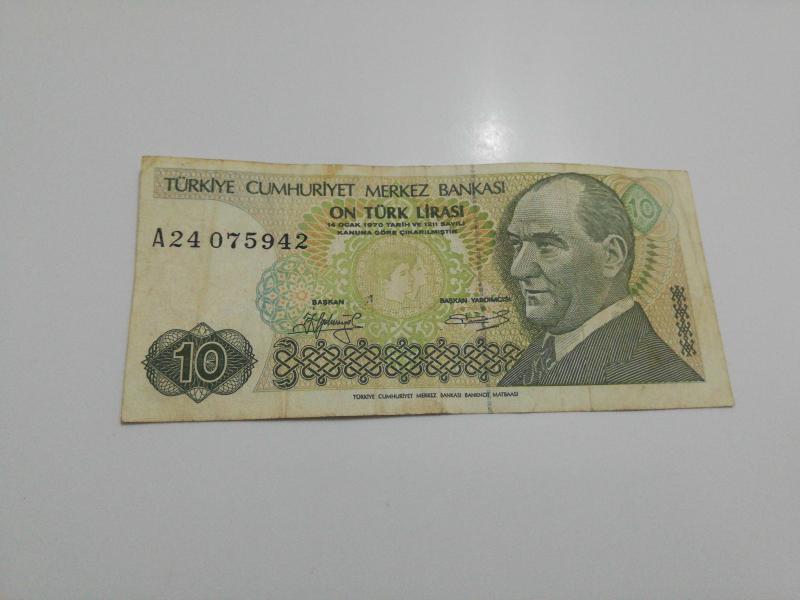 TÜRKİYE CUMHURİYET MERKEZ BANKASI
ON TÜRK LİRASI
14 OCAK 1970 TARİH VE 1211 SAYILI
KANUNA GÖRE ÇIKARILMIŞTIR
10
A24 075942
BAŞKAN
BAŞKAN YARDIMCISI
10
TÜRKİYE CUMHURİYET MERKEZ BANKASI BANKNOT MATBAASI